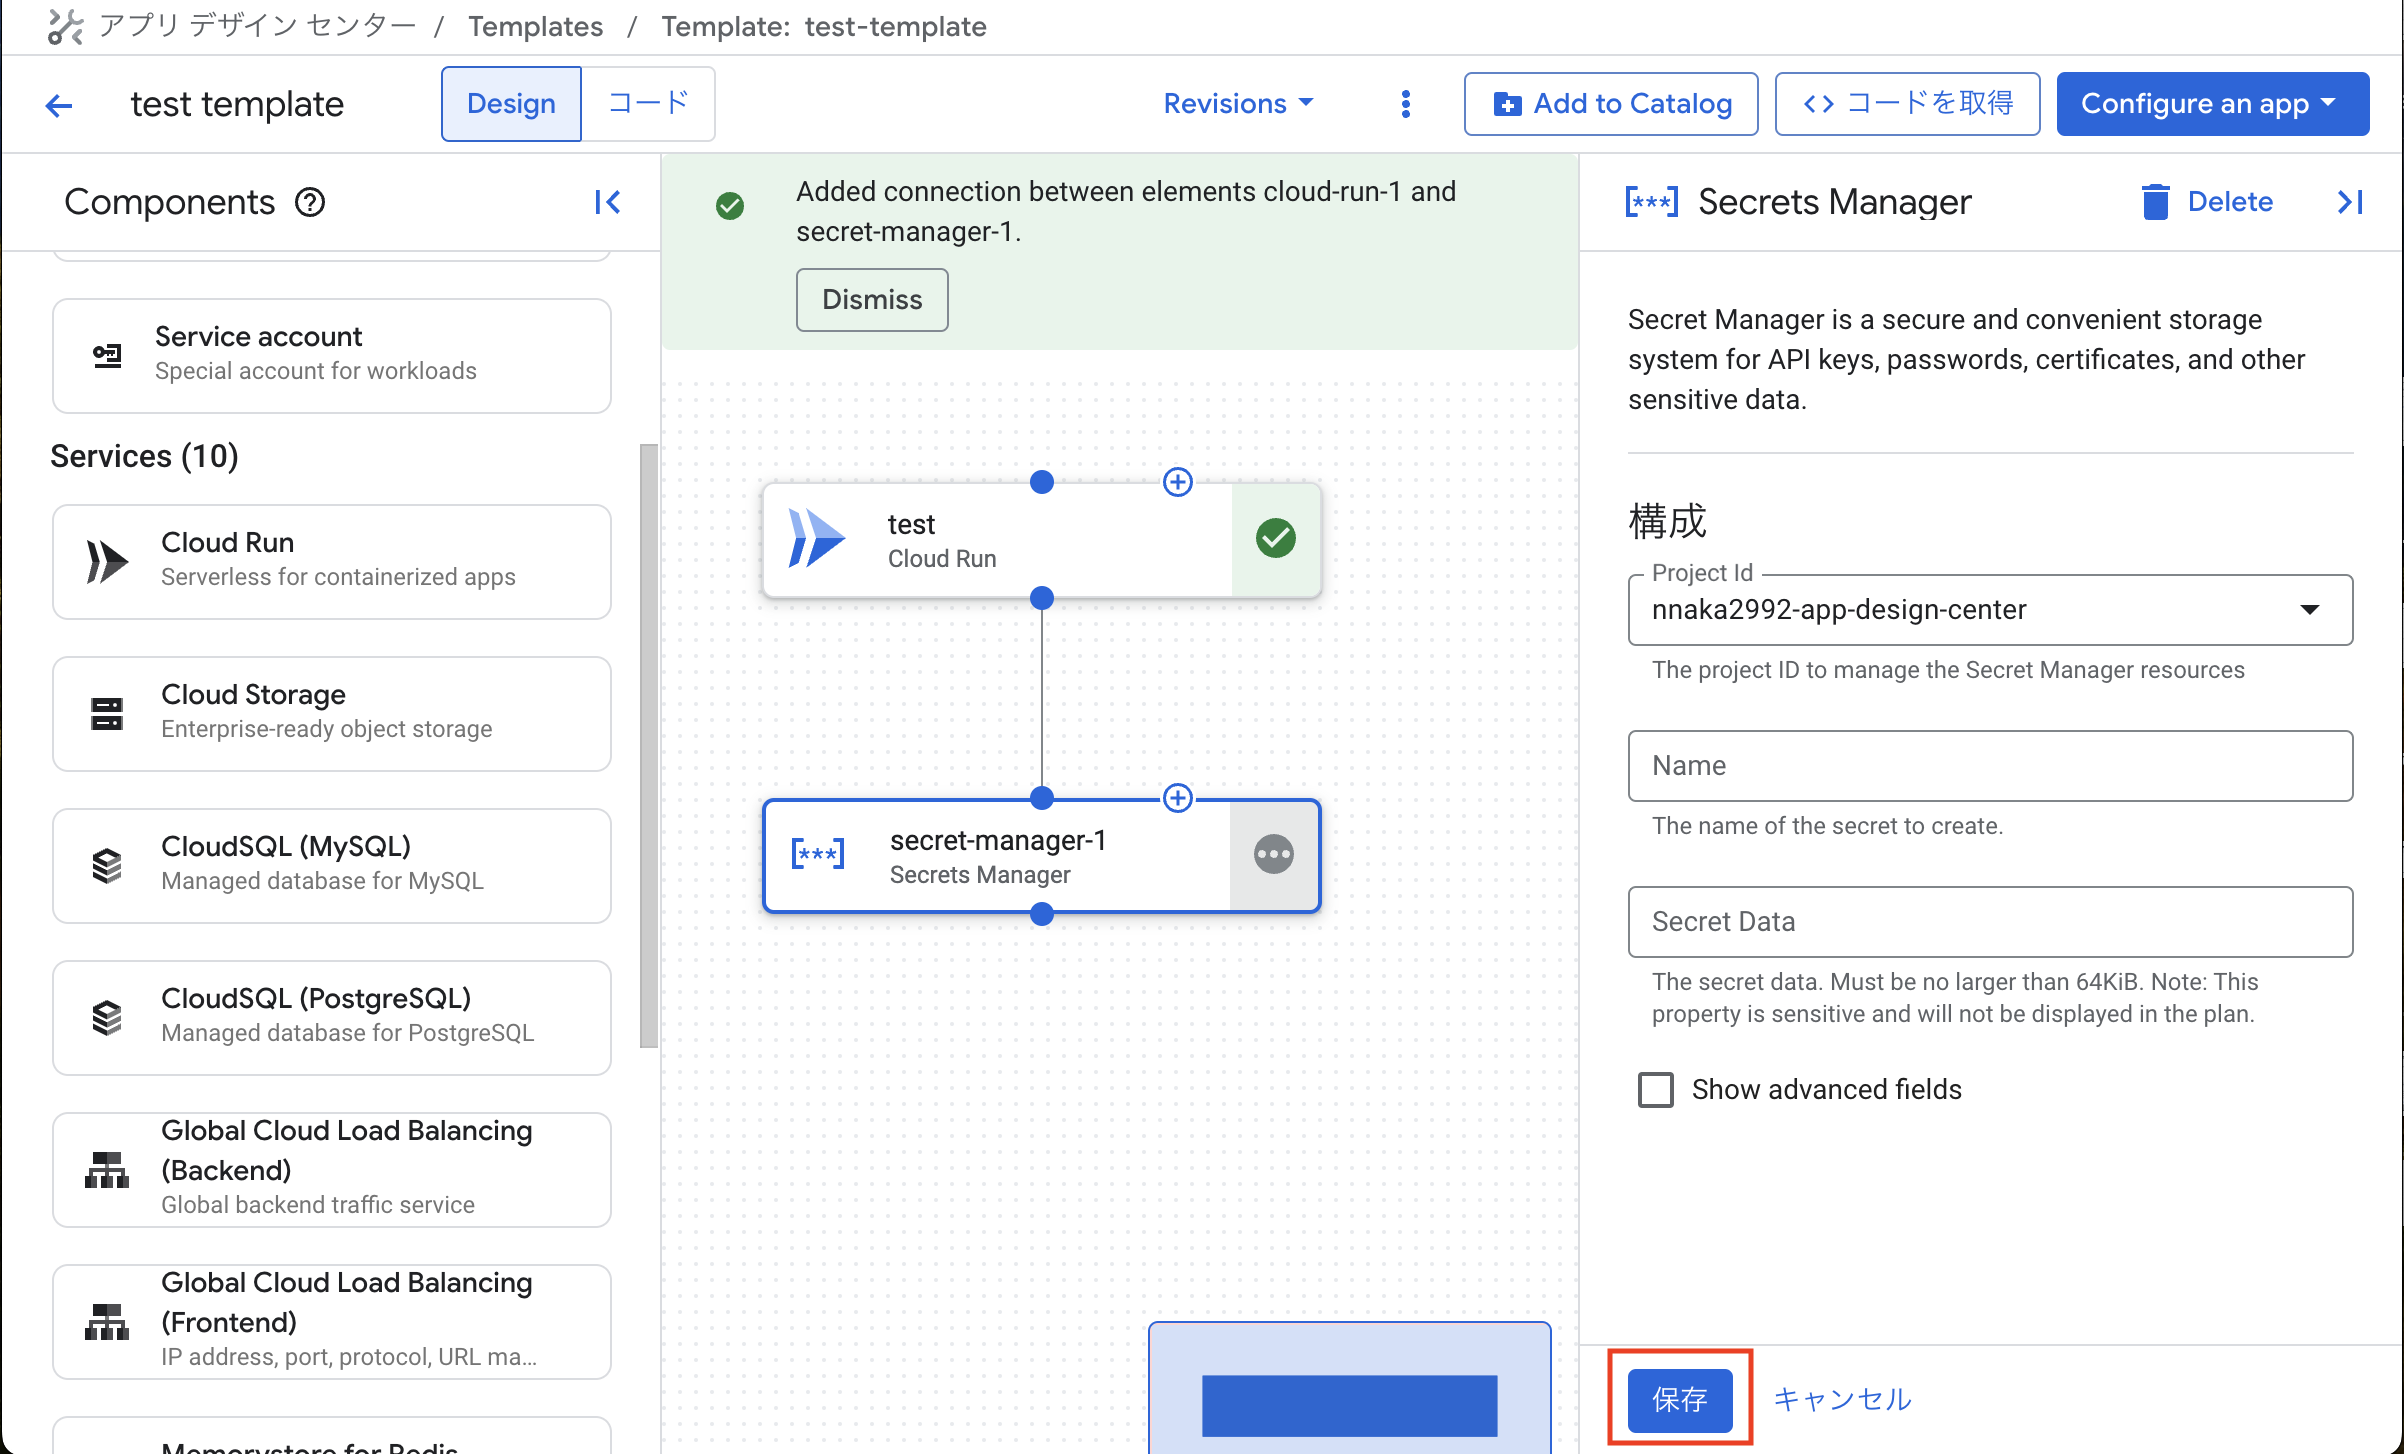 アプリ デザイン センター / Templates / Template: test-template
test template
Design
コード
Revisions
Add to Catalog
<> コードを取得
Configure an app
Components
Service account
Special account for workloads
Services (10)
Cloud Run
Serverless for containerized apps
Cloud Storage
Enterprise-ready object storage
CloudSQL (MySQL)
Managed database for MySQL
CloudSQL (PostgreSQL)
Managed database for PostgreSQL
Global Cloud Load Balancing
(Backend)
Global backend traffic service
Global Cloud Load Balancing
(Frontend)
IP address, port, protocol, URL ma...
Memorystore for Redis
Added connection between elements cloud-run-1 and
secret-manager-1.
Dismiss
test
Cloud Run
[***]
secret-manager-1
Secrets Manager
[***] Secrets Manager
Delete
Secret Manager is a secure and convenient storage
system for API keys, passwords, certificates, and other
sensitive data.
構成
Project Id
nnaka2992-app-design-center
The project ID to manage the Secret Manager resources
Name
The name of the secret to create.
Secret Data
The secret data. Must be no larger than 64KiB. Note: This
property is sensitive and will not be displayed in the plan.
Show advanced fields
保存
キャンセル